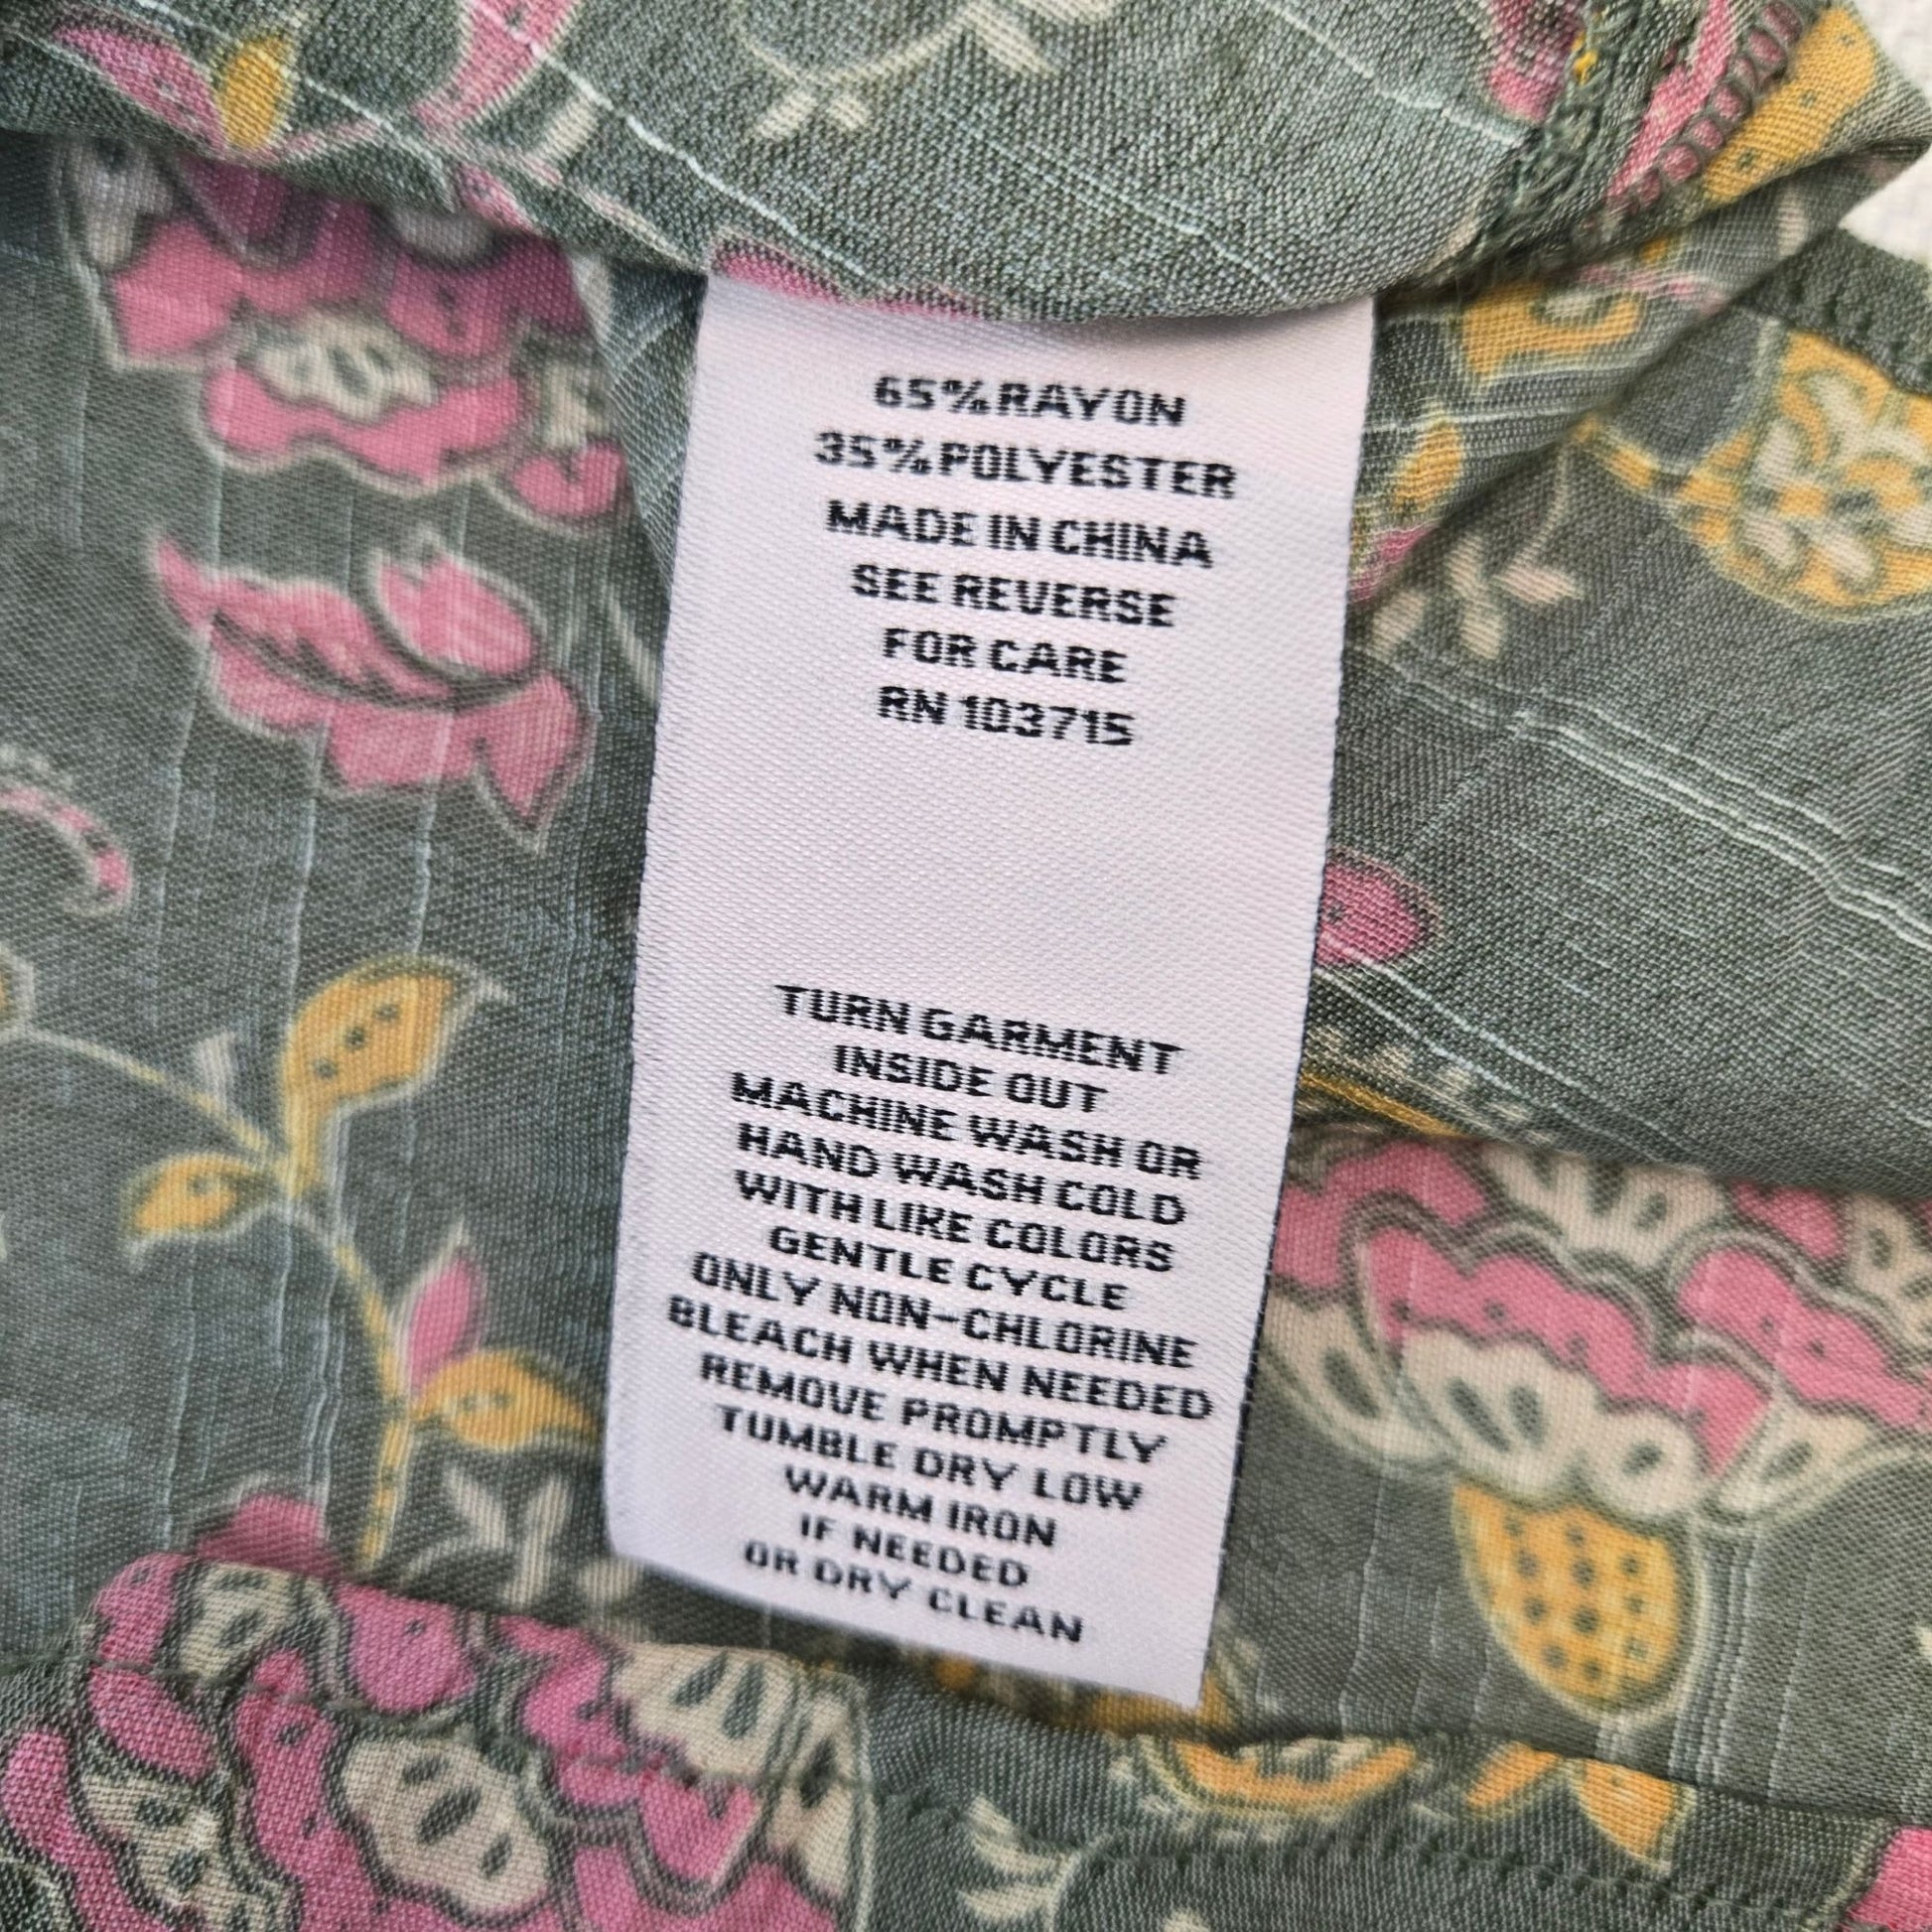 65% RAYON
35% POLYESTER
MADE IN CHINA
SEE REVERSE
FOR CARE
RN 103715
TURN GARMENT
INSIDE OUT
MACHINE WASH OR
HAND WASH COLD
WITH LIKE COLORS
GENTLE CYCLE
ONLY NON-CHLORINE
BLEACH WHEN NEEDED
REMOVE PROMPTLY
TUMBLE DRY LOW
WARM IRON
IF NEEDED
OR DRY CLEAN